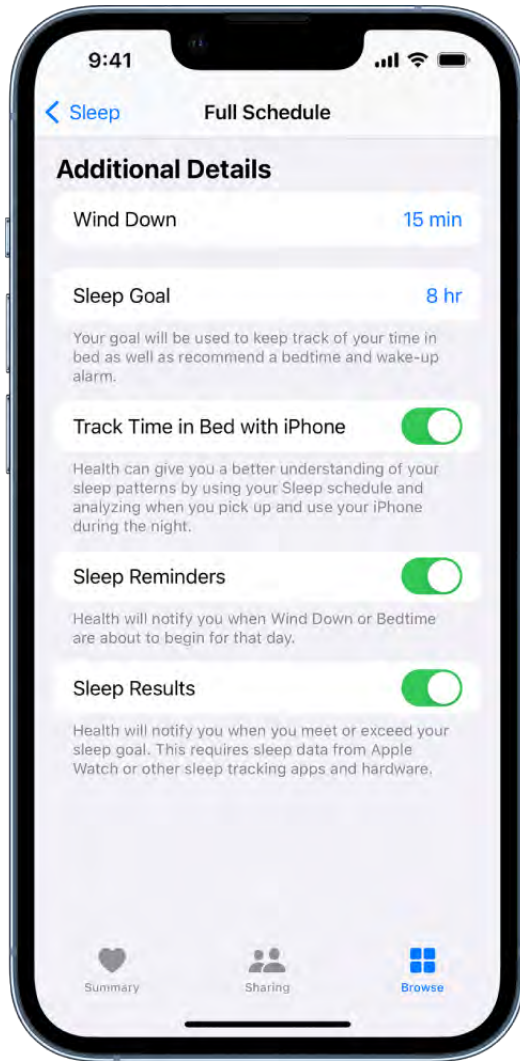 9:41
Sleep
Full Schedule
Additional Details
Wind Down
15 min
Sleep Goal
8 hr
Your goal will be used to keep track of your time in
bed as well as recommend a bedtime and wake-up
alarm.
Track Time in Bed with iPhone
Health can give you a better understanding of your
sleep patterns by using your Sleep schedule and
analyzing when you pick up and use your iPhone
during the night.
Sleep Reminders
Health will notify you when Wind Down or Bedtime
are about to begin for that day.
Sleep Results
Health will notify you when you meet or exceed your
sleep goal. This requires sleep data from Apple
Watch or other sleep tracking apps and hardware.
Summary
Sharing
Browse